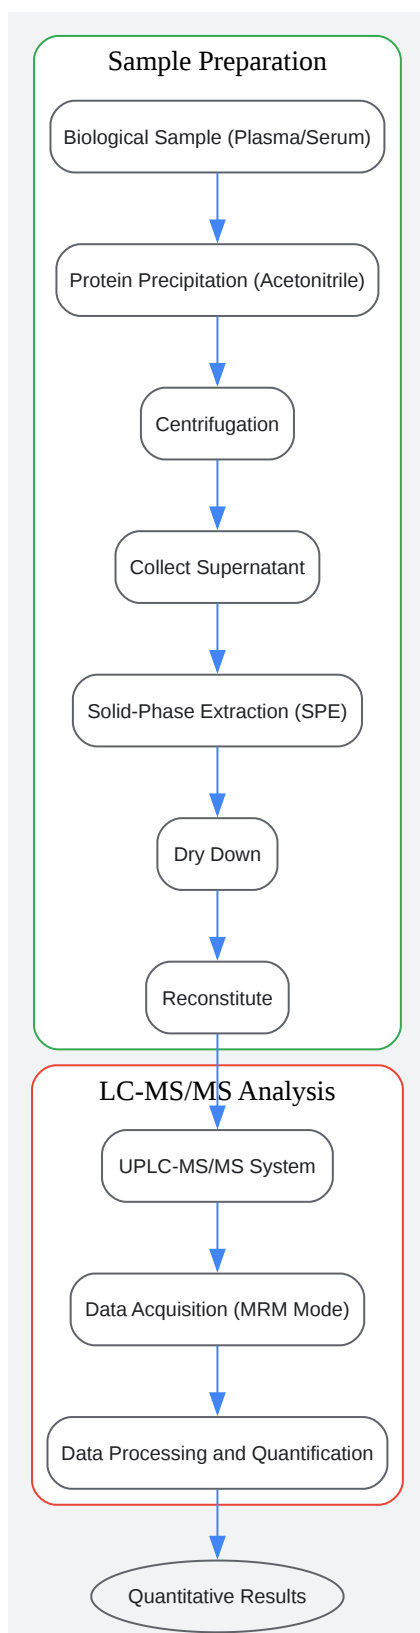 Sample Preparation
Biological Sample (Plasma/Serum)
Protein Precipitation (Acetonitrile)
Centrifugation
Collect Supernatant
Solid-Phase Extraction (SPE)
Dry Down
Reconstitute
LC-MS/MS Analysis
UPLC-MS/MS System
Data Acquisition (MRM Mode)
Data Processing and Quantification
Quantitative Results